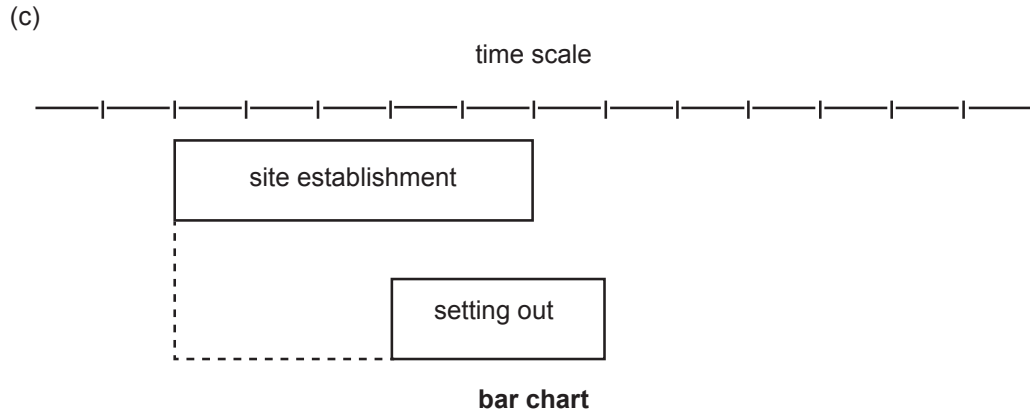 (c)
time scale
site establishment
setting out
bar chart